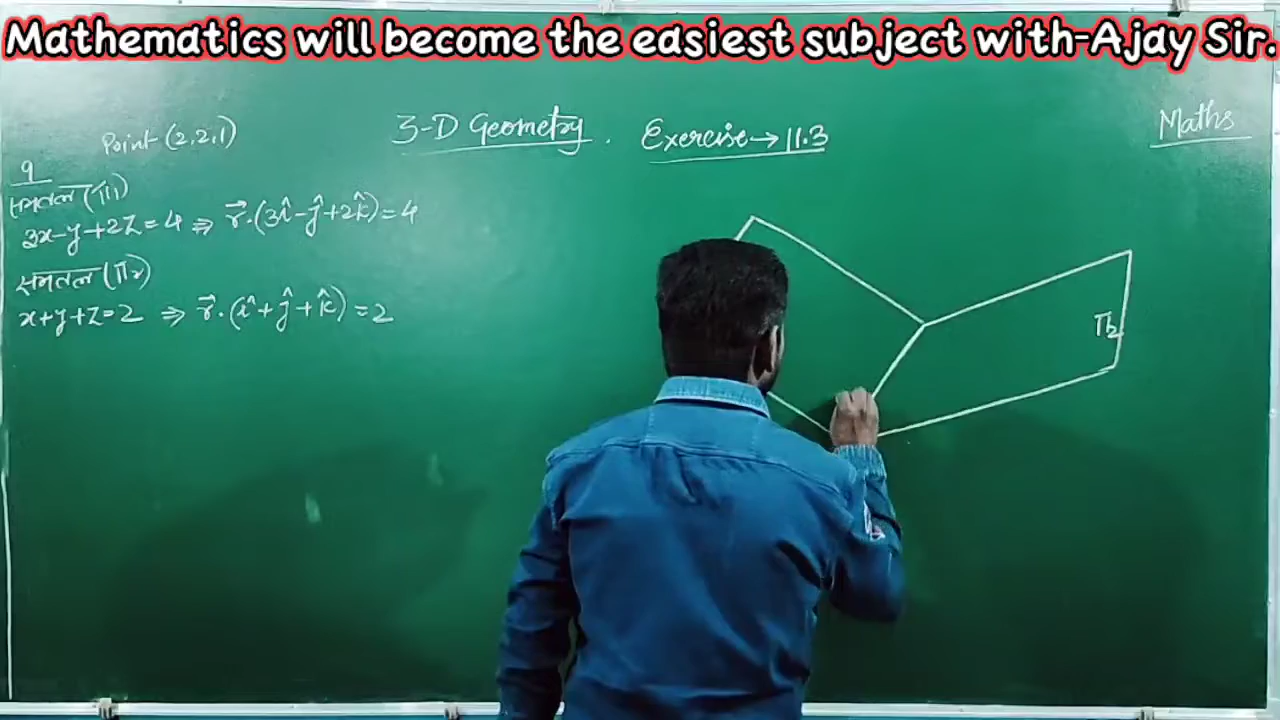 Mathematics will become the easiest subject with-Ajay Sir.
Point (2,2,1)
3-D Geometry. Exercise→11.3
Maths
9
समतल (π₁)
3x-y+2z=4 ⇒ r⃗.(3î-ĵ+2k̂)=4
समतल (π₂)
x+y+z=2 ⇒ r⃗.(î+ĵ+k̂)=2
π₂